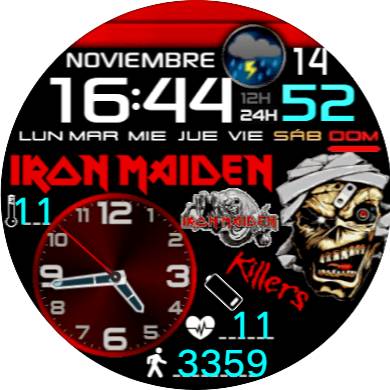 NOVIEMBRE 14
16:44 12H 24H 52
LUN MAR MIE JUE VIE SÁB DOM
IRON MAIDEN
11
IRON MAIDEN
Killers
12 1 2 3 4 5 6 7 8 9 10 11
11
3359